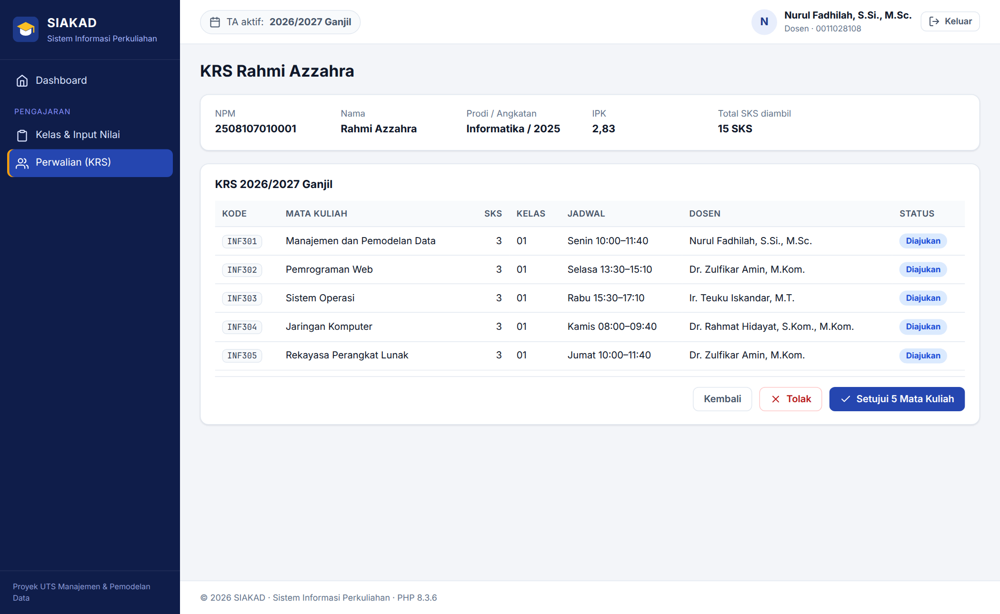 SIAKAD
Sistem Informasi Perkuliahan
Dashboard
PENGAJARAN
Kelas & Input Nilai
Perwalian (KRS)
Proyek UTS Manajemen & Pemodelan
Data
TA aktif: 2026/2027 Ganjil
N
Nurul Fadhilah, S.Si., M.Sc.
Dosen · 0011028108
Keluar
KRS Rahmi Azzahra
NPM Nama Prodi / Angkatan IPK Total SKS diambil
2508107010001 Rahmi Azzahra Informatika / 2025 2,83 15 SKS
KRS 2026/2027 Ganjil
KODE MATA KULIAH SKS KELAS JADWAL DOSEN STATUS
INF301 Manajemen dan Pemodelan Data 3 01 Senin 10:00–11:40 Nurul Fadhilah, S.Si., M.Sc. Diajukan
INF302 Pemrograman Web 3 01 Selasa 13:30–15:10 Dr. Zulfikar Amin, M.Kom. Diajukan
INF303 Sistem Operasi 3 01 Rabu 15:30–17:10 Ir. Teuku Iskandar, M.T. Diajukan
INF304 Jaringan Komputer 3 01 Kamis 08:00–09:40 Dr. Rahmat Hidayat, S.Kom., M.Kom. Diajukan
INF305 Rekayasa Perangkat Lunak 3 01 Jumat 10:00–11:40 Dr. Zulfikar Amin, M.Kom. Diajukan
Kembali Tolak Setujui 5 Mata Kuliah
© 2026 SIAKAD · Sistem Informasi Perkuliahan · PHP 8.3.6